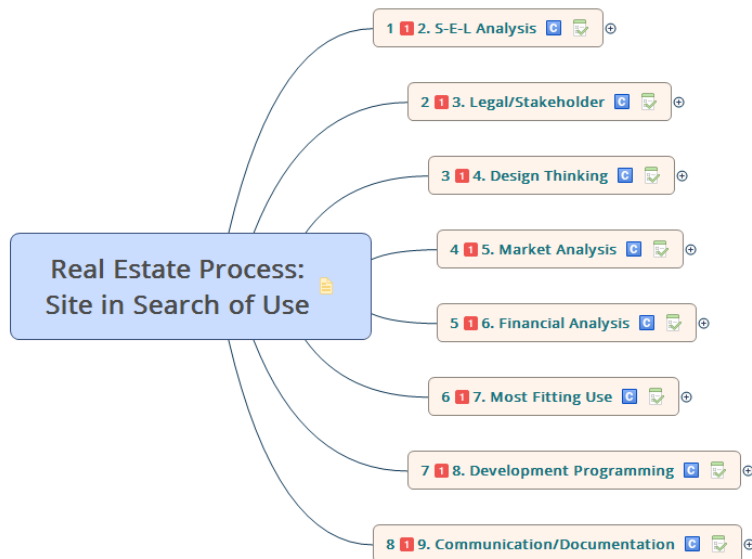 1 1 2. S-E-L Analysis C
2 1 3. Legal/Stakeholder C
3 1 4. Design Thinking C
4 1 5. Market Analysis C
Real Estate Process:
Site in Search of Use
5 1 6. Financial Analysis C
6 1 7. Most Fitting Use C
7 1 8. Development Programming C
8 1 9. Communication/Documentation C